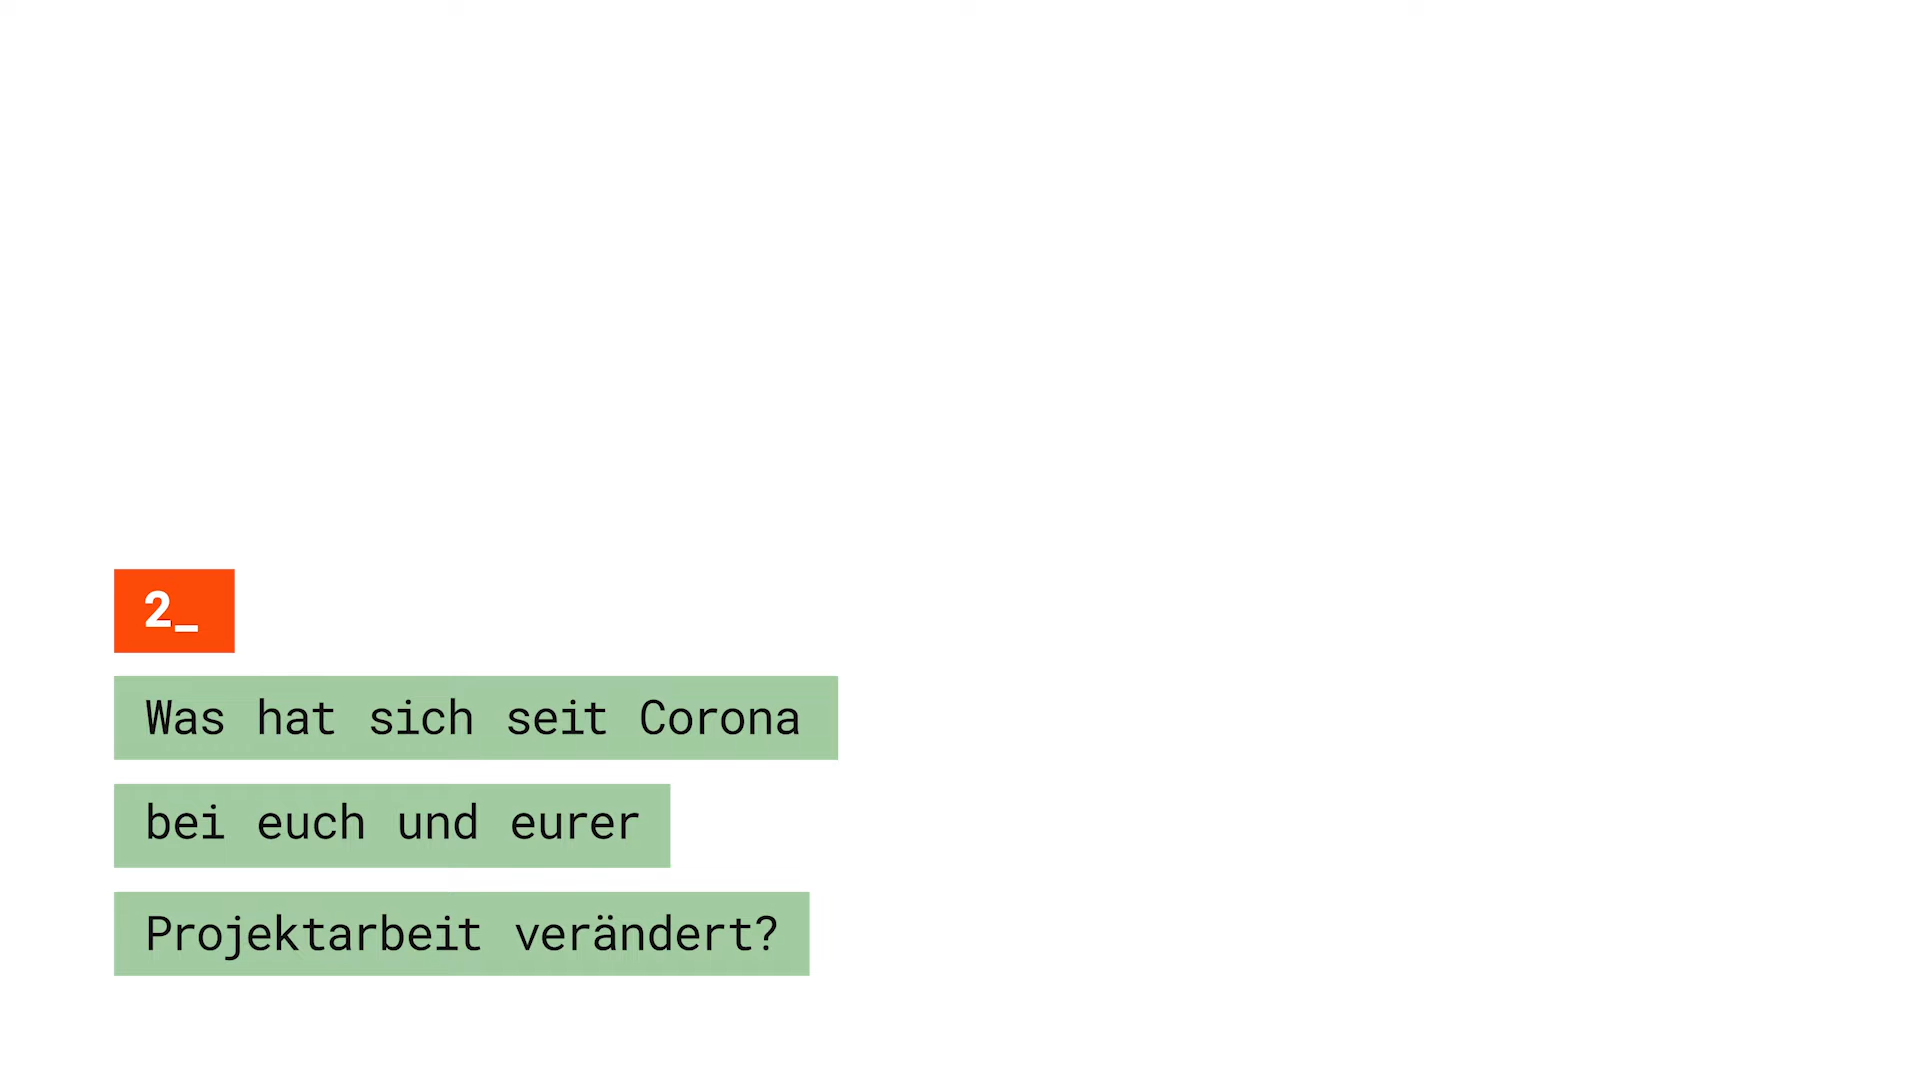 2_
Was hat sich seit Corona
bei euch und eurer
Projektarbeit verändert?